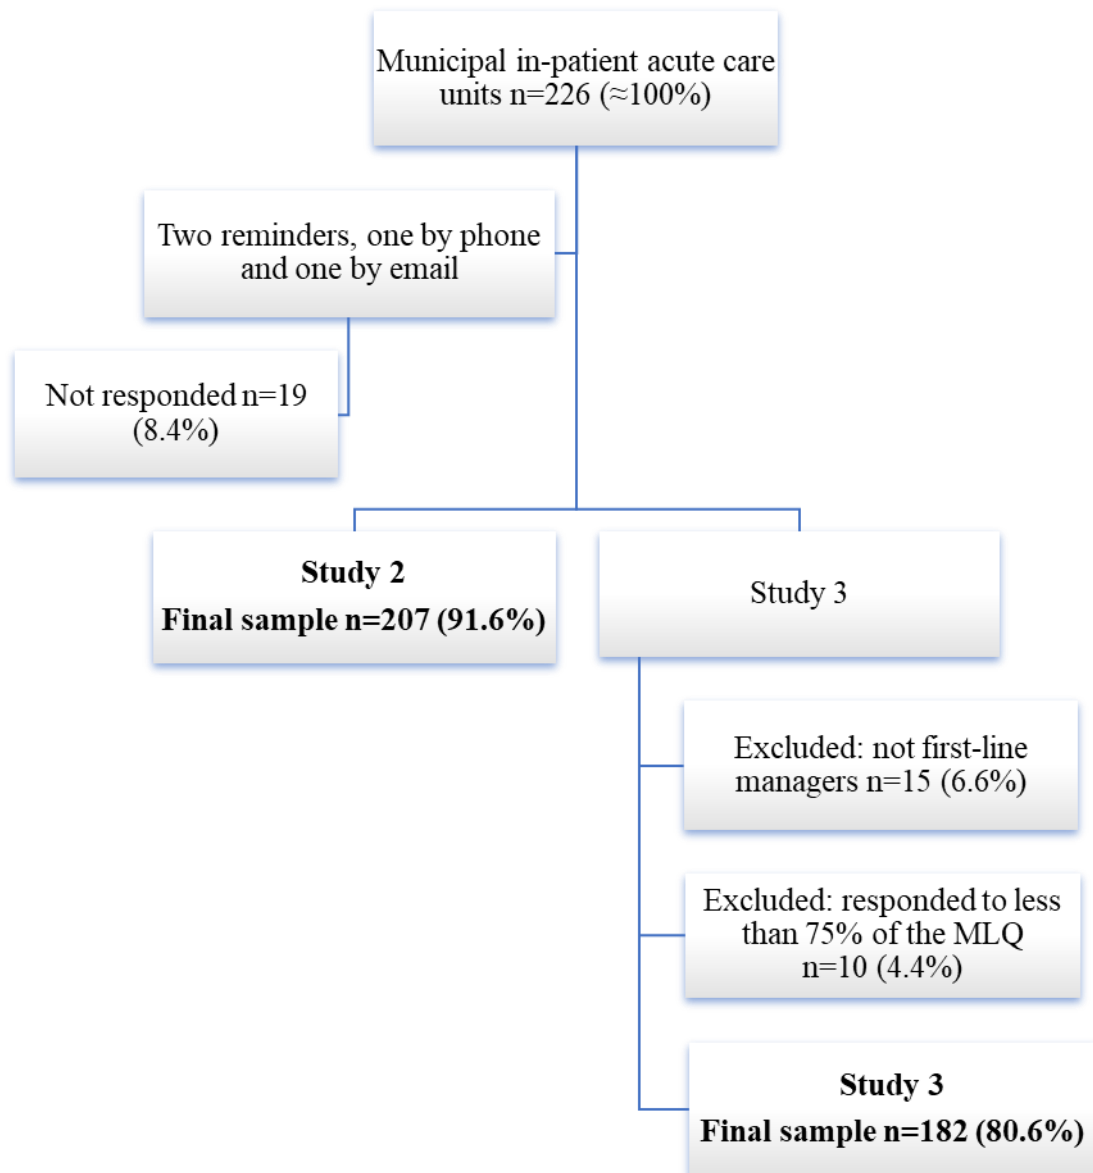 Municipal in-patient acute care
units n=226 (≈100%)
Two reminders, one by phone
and one by email
Not responded n=19
(8.4%)
Study 2
Final sample n=207 (91.6%)
Study 3
Excluded: not first-line
managers n=15 (6.6%)
Excluded: responded to less
than 75% of the MLQ
n=10 (4.4%)
Study 3
Final sample n=182 (80.6%)